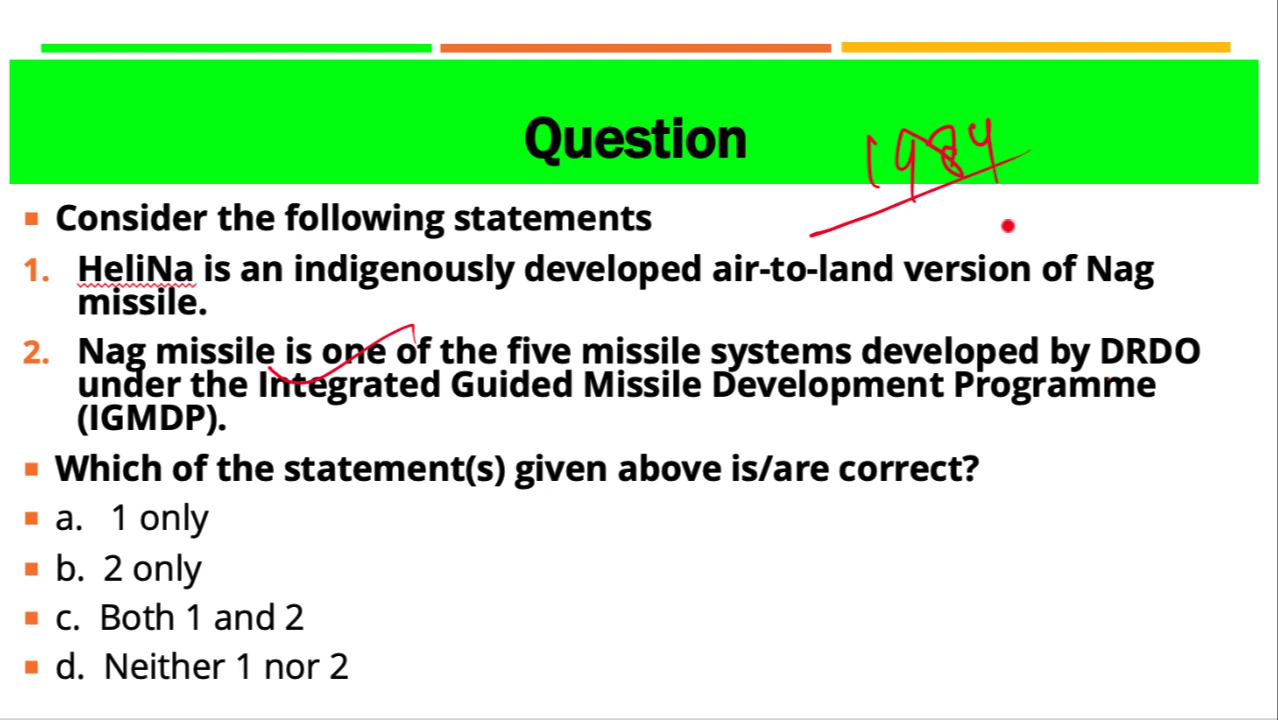 Question
1984
Consider the following statements
1. HeliNa is an indigenously developed air-to-land version of Nag
missile.
2. Nag missile is one of the five missile systems developed by DRDO
under the Integrated Guided Missile Development Programme
(IGMDP).
Which of the statement(s) given above is/are correct?
a. 1 only
b. 2 only
c. Both 1 and 2
d. Neither 1 nor 2